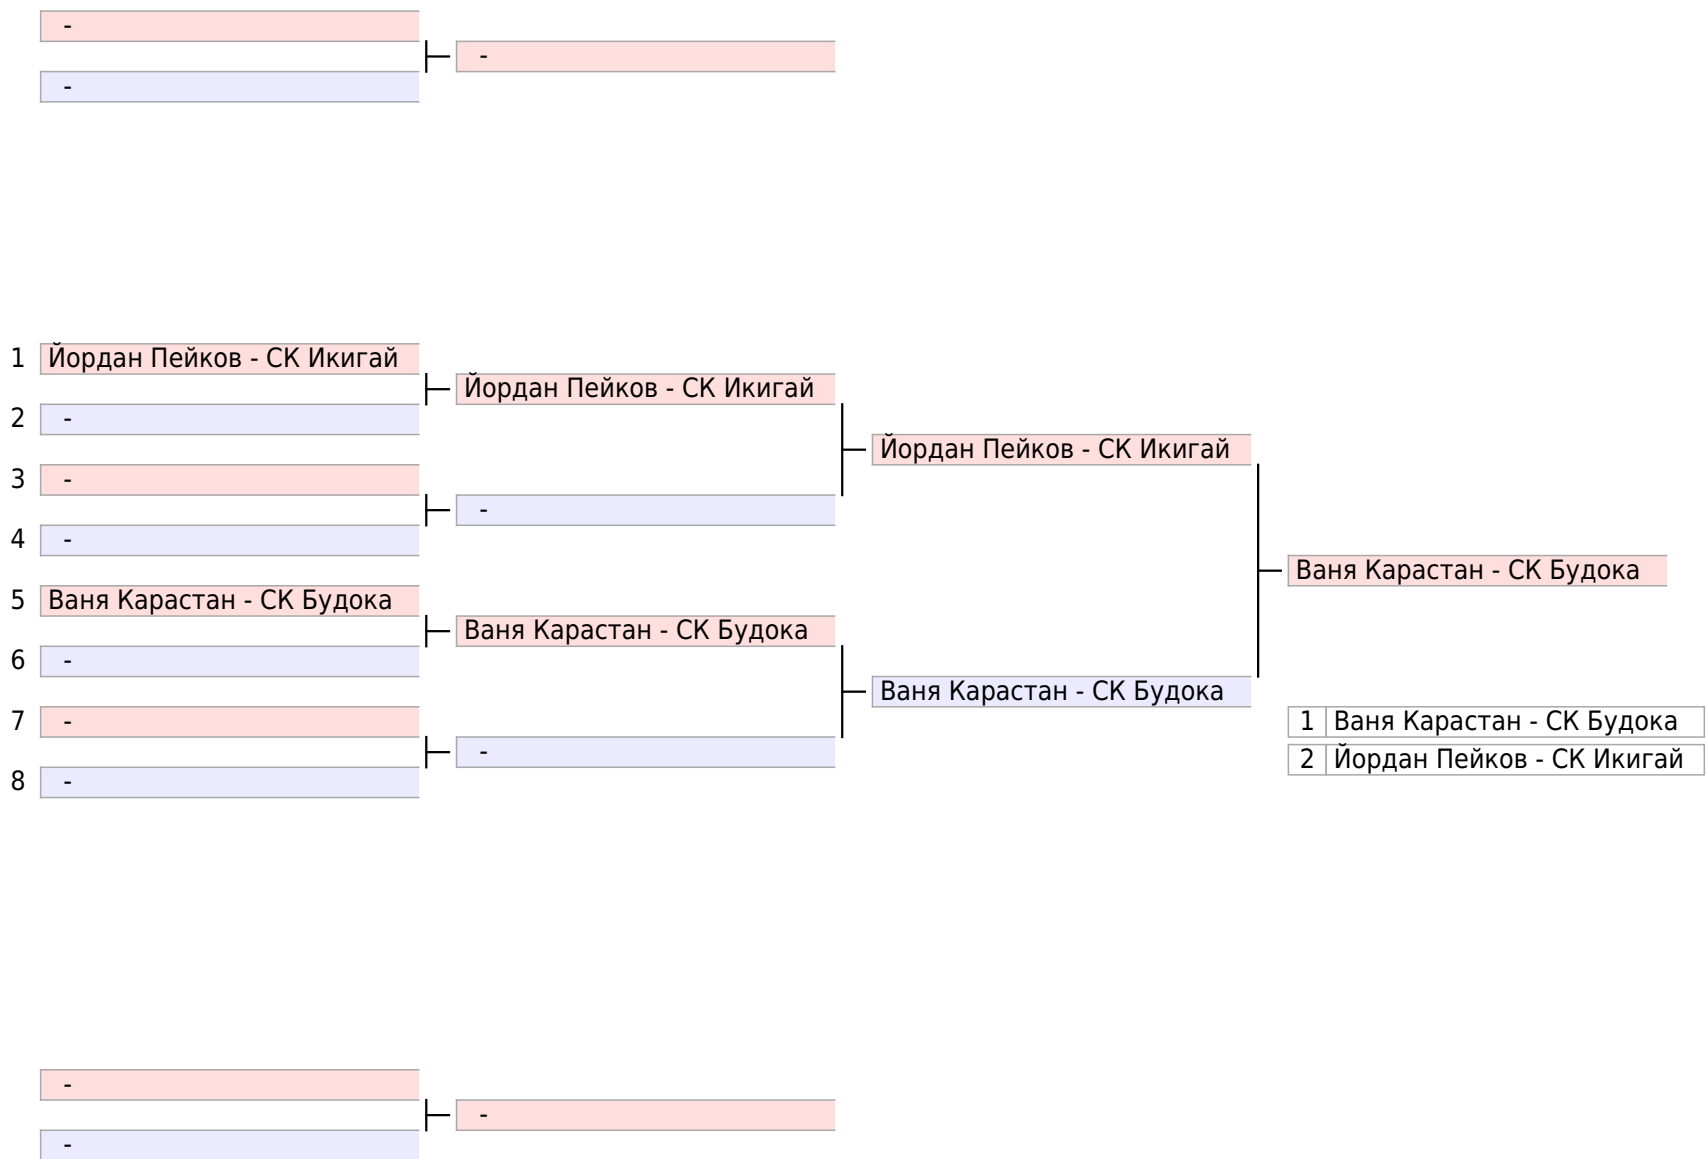 -
-
-
1 Йордан Пейков - СК Икигай
Йордан Пейков - СК Икигай
2 -
Йордан Пейков - СК Икигай
3 -
-
4 -
Ваня Карастан - СК Будока
5 Ваня Карастан - СК Будока
Ваня Карастан - СК Будока
6 -
Ваня Карастан - СК Будока
7 -
1 Ваня Карастан - СК Будока
-
2 Йордан Пейков - СК Икигай
8 -
-
-
-